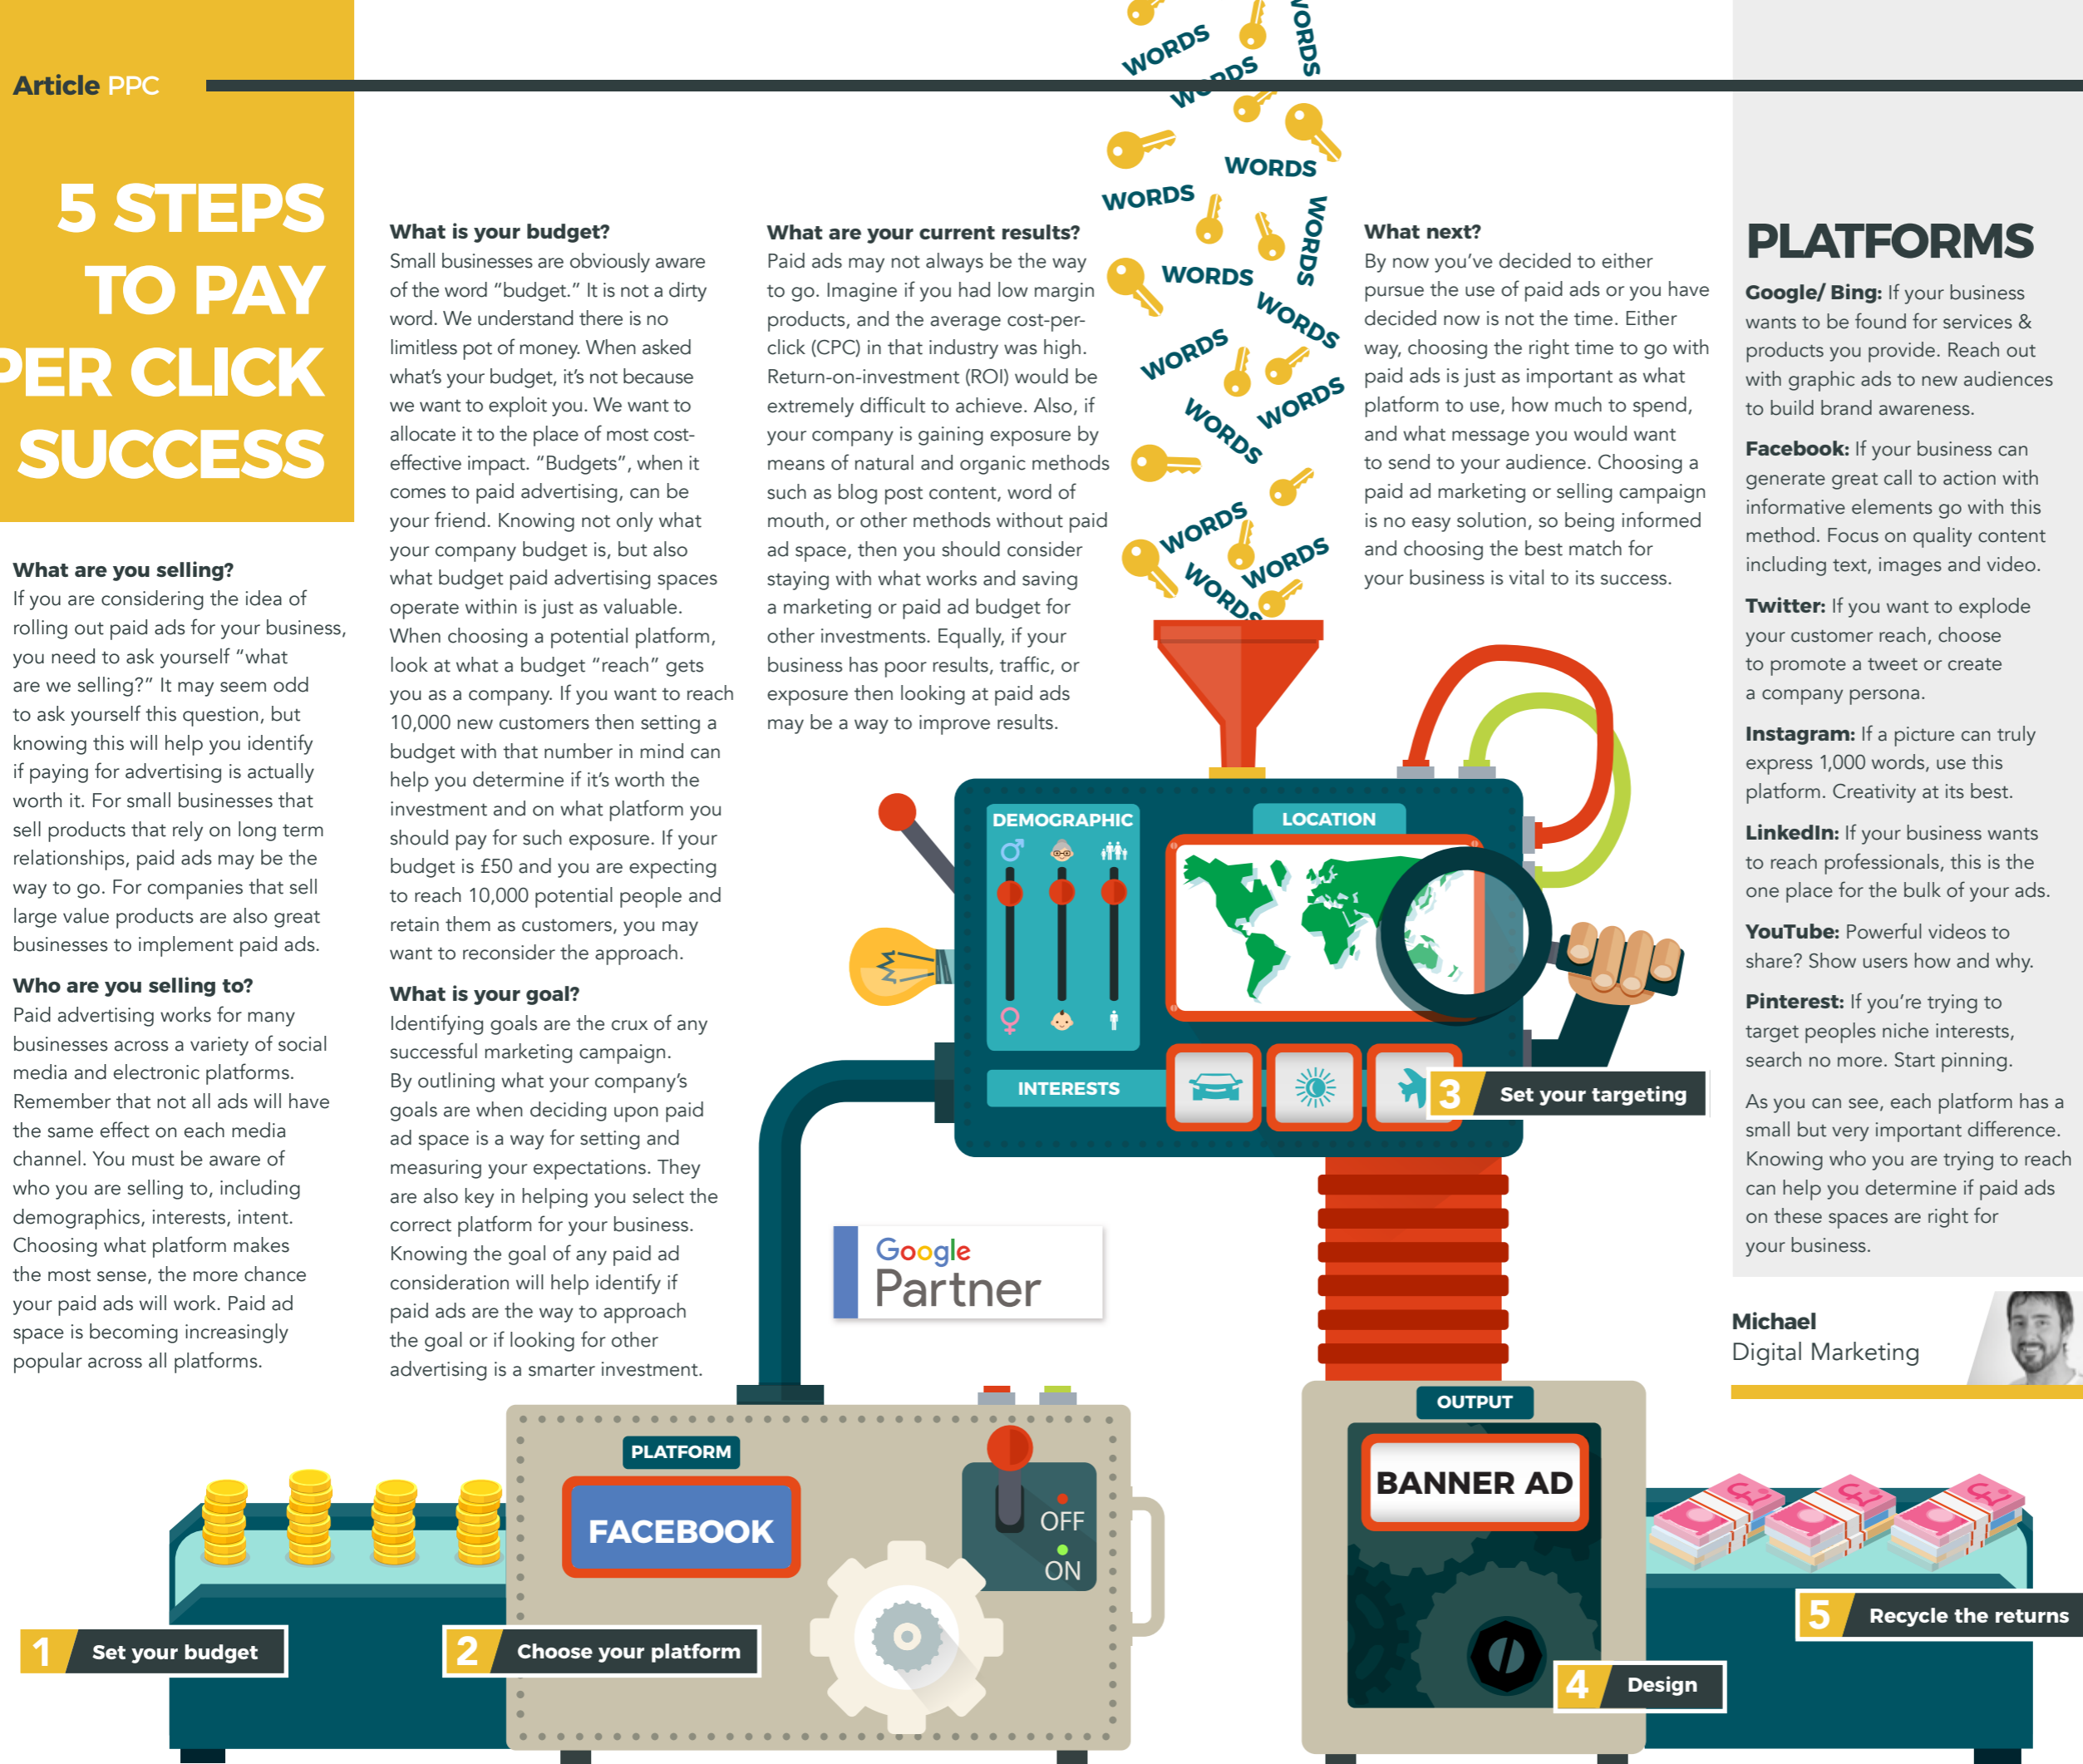 Article PPC
5 STEPS
TO PAY
PER CLICK
SUCCESS
What are you selling?
If you are considering the idea of
rolling out paid ads for your business,
you need to ask yourself “what
are we selling?” It may seem odd
to ask yourself this question, but
knowing this will help you identify
if paying for advertising is actually
worth it. For small businesses that
sell products that rely on long term
relationships, paid ads may be the
way to go. For companies that sell
large value products are also great
businesses to implement paid ads.
Who are you selling to?
Paid advertising works for many
businesses across a variety of social
media and electronic platforms.
Remember that not all ads will have
the same effect on each media
channel. You must be aware of
who you are selling to, including
demographics, interests, intent.
Choosing what platform makes
the most sense, the more chance
your paid ads will work. Paid ad
space is becoming increasingly
popular across all platforms.
What is your budget?
Small businesses are obviously aware
of the word “budget.” It is not a dirty
word. We understand there is no
limitless pot of money. When asked
what’s your budget, it’s not because
we want to exploit you. We want to
allocate it to the place of most cost-
effective impact. “Budgets”, when it
comes to paid advertising, can be
your friend. Knowing not only what
your company budget is, but also
what budget paid advertising spaces
operate within is just as valuable.
When choosing a potential platform,
look at what a budget “reach” gets
you as a company. If you want to reach
10,000 new customers then setting a
budget with that number in mind can
help you determine if it’s worth the
investment and on what platform you
should pay for such exposure. If your
budget is £50 and you are expecting
to reach 10,000 potential people and
retain them as customers, you may
want to reconsider the approach.
What is your goal?
Identifying goals are the crux of any
successful marketing campaign.
By outlining what your company’s
goals are when deciding upon paid
ad space is a way for setting and
measuring your expectations. They
are also key in helping you select the
correct platform for your business.
Knowing the goal of any paid ad
consideration will help identify if
paid ads are the way to approach
the goal or if looking for other
advertising is a smarter investment.
What are your current results?
Paid ads may not always be the way
to go. Imagine if you had low margin
products, and the average cost-per-
click (CPC) in that industry was high.
Return-on-investment (ROI) would be
extremely difficult to achieve. Also, if
your company is gaining exposure by
means of natural and organic methods
such as blog post content, word of
mouth, or other methods without paid
ad space, then you should consider
staying with what works and saving
a marketing or paid ad budget for
other investments. Equally, if your
business has poor results, traffic, or
exposure then looking at paid ads
may be a way to improve results.
WORDS
WORDS
WORDS
WORDS
WORDS
WORDS
WORDS
WORDS
WORDS
WORDS
WORDS
WORDS
WORDS
WORDS
What next?
By now you’ve decided to either
pursue the use of paid ads or you have
decided now is not the time. Either
way, choosing the right time to go with
paid ads is just as important as what
platform to use, how much to spend,
and what message you would want
to send to your audience. Choosing a
paid ad marketing or selling campaign
is no easy solution, so being informed
and choosing the best match for
your business is vital to its success.
PLATFORMS
Google/ Bing: If your business
wants to be found for services &
products you provide. Reach out
with graphic ads to new audiences
to build brand awareness.
Facebook: If your business can
generate great call to action with
informative elements go with this
method. Focus on quality content
including text, images and video.
Twitter: If you want to explode
your customer reach, choose
to promote a tweet or create
a company persona.
Instagram: If a picture can truly
express 1,000 words, use this
platform. Creativity at its best.
LinkedIn: If your business wants
to reach professionals, this is the
one place for the bulk of your ads.
YouTube: Powerful videos to
share? Show users how and why.
Pinterest: If you’re trying to
target peoples niche interests,
search no more. Start pinning.
As you can see, each platform has a
small but very important difference.
Knowing who you are trying to reach
can help you determine if paid ads
on these spaces are right for
your business.
Michael
Digital Marketing
DEMOGRAPHIC
LOCATION
INTERESTS
3 Set your targeting
Google
Partner
PLATFORM
FACEBOOK
OFF
ON
OUTPUT
BANNER AD
1 Set your budget
2 Choose your platform
4 Design
5 Recycle the returns